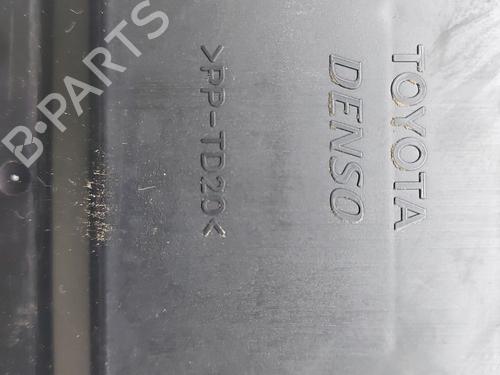 TOYOTA
DENSO
>PP-TD20<
B-PARTS